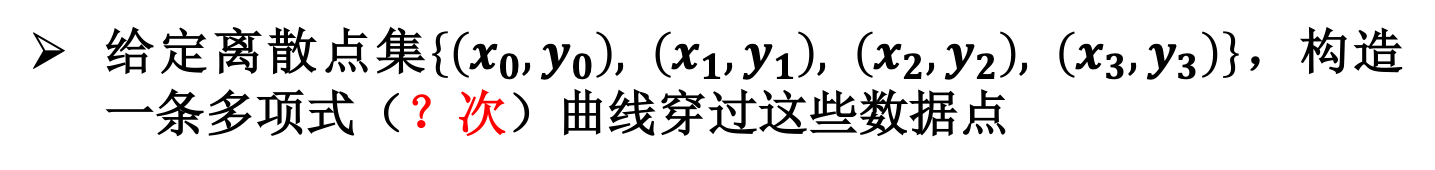 ➢ 给定离散点集{(x₀, y₀), (x₁, y₁), (x₂, y₂), (x₃, y₃)}，构造
一条多项式（？次）曲线穿过这些数据点